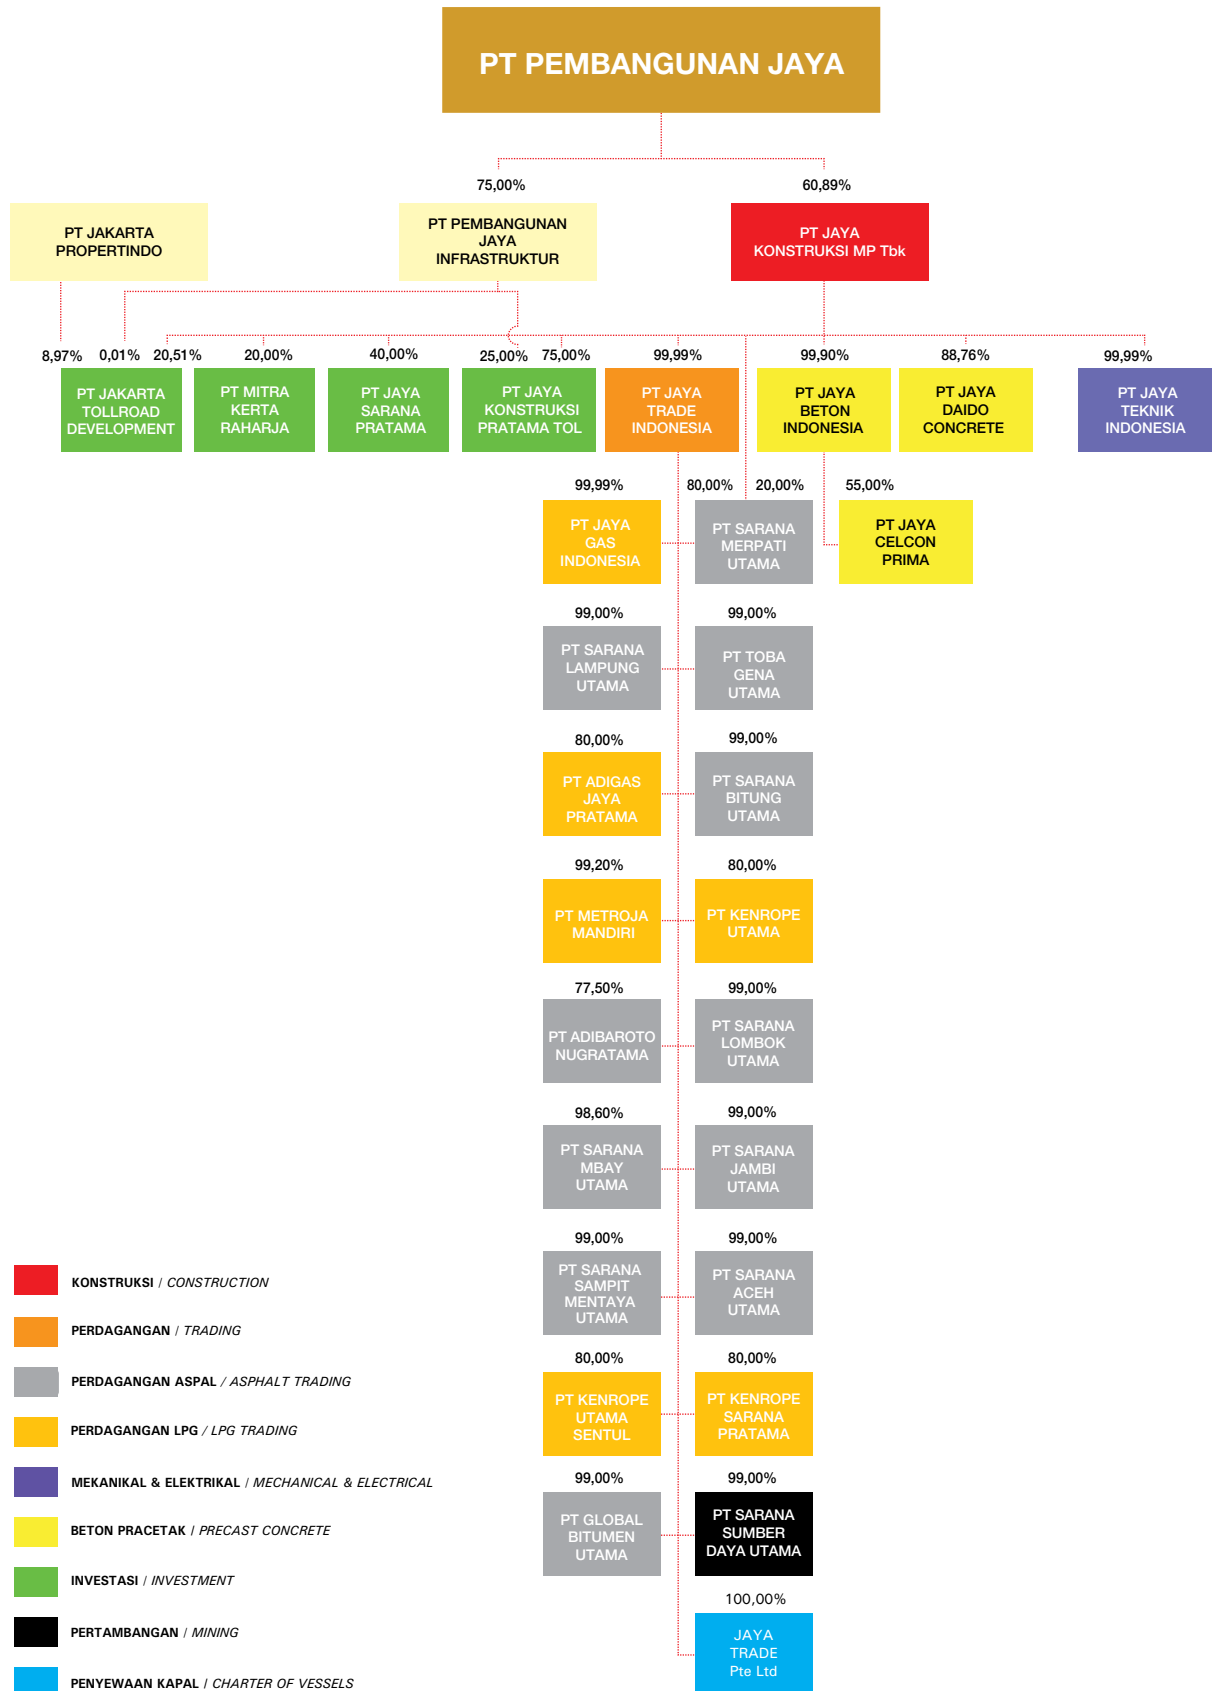 PT PEMBANGUNAN JAYA
75,00%
60,89%
PT JAKARTA
PROPERTINDO
PT PEMBANGUNAN
JAYA
INFRASTRUKTUR
PT JAYA
KONSTRUKSI MP Tbk
8,97%
0,01%
20,51%
20,00%
40,00%
25,00%
75,00%
99,99%
99,90%
88,76%
99,99%
PT JAKARTA
TOLLROAD
DEVELOPMENT
PT MITRA
KERTA
RAHARJA
PT JAYA
SARANA
PRATAMA
PT JAYA
KONSTRUKSI
PRATAMA TOL
PT JAYA
TRADE
INDONESIA
PT JAYA
BETON
INDONESIA
PT JAYA
DAIDO
CONCRETE
PT JAYA
TEKNIK
INDONESIA
99,99%
80,00%
20,00%
55,00%
PT JAYA
GAS
INDONESIA
PT SARANA
MERPATI
UTAMA
PT JAYA
CELCON
PRIMA
99,00%
99,00%
PT SARANA
LAMPUNG
UTAMA
PT TOBA
GENA
UTAMA
80,00%
99,00%
PT ADIGAS
JAYA
PRATAMA
PT SARANA
BITUNG
UTAMA
99,20%
80,00%
PT METROJA
MANDIRI
PT KENROPE
UTAMA
77,50%
99,00%
PT ADIBAROTO
NUGRATAMA
PT SARANA
LOMBOK
UTAMA
98,60%
99,00%
PT SARANA
MBAY
UTAMA
PT SARANA
JAMBI
UTAMA
99,00%
99,00%
PT SARANA
SAMPIT
MENTAYA
UTAMA
PT SARANA
ACEH
UTAMA
80,00%
80,00%
PT KENROPE
UTAMA
SENTUL
PT KENROPE
SARANA
PRATAMA
99,00%
99,00%
PT GLOBAL
BITUMEN
UTAMA
PT SARANA
SUMBER
DAYA UTAMA
100,00%
JAYA
TRADE
Pte Ltd
KONSTRUKSI / CONSTRUCTION
PERDAGANGAN / TRADING
PERDAGANGAN ASPAL / ASPHALT TRADING
PERDAGANGAN LPG / LPG TRADING
MEKANIKAL & ELEKTRIKAL / MECHANICAL & ELECTRICAL
BETON PRACETAK / PRECAST CONCRETE
INVESTASI / INVESTMENT
PERTAMBANGAN / MINING
PENYEWAAN KAPAL / CHARTER OF VESSELS